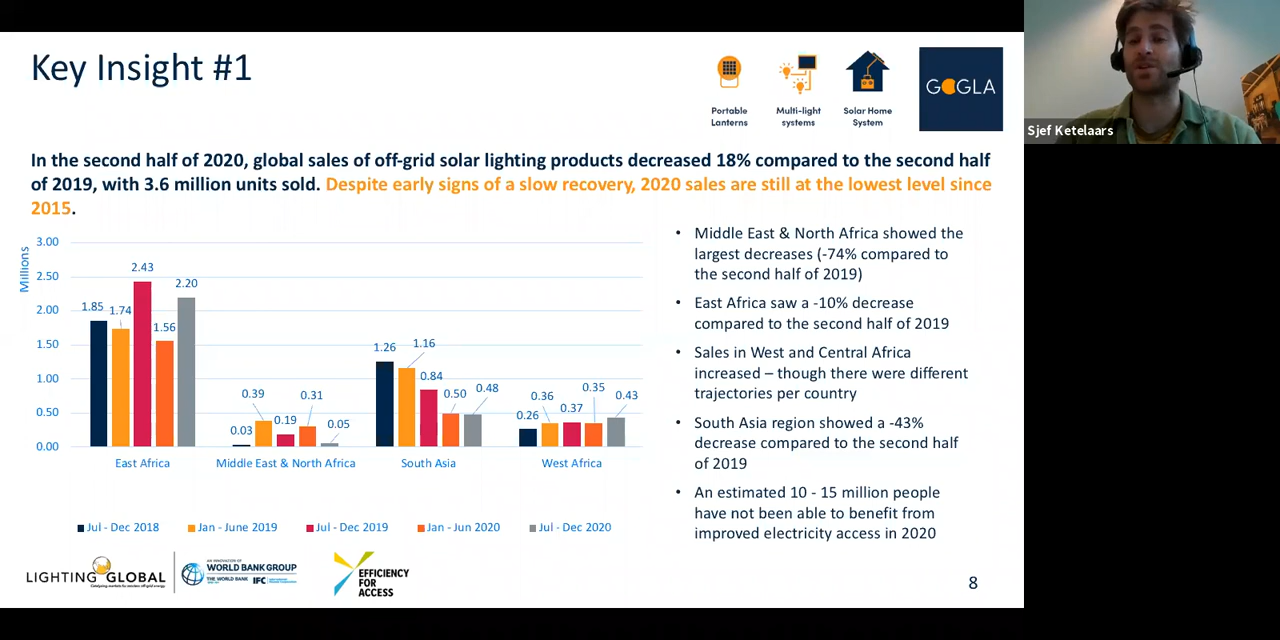 Key Insight #1
Portable
Lanterns
Multi-light
systems
Solar Home
System
GOGLA
Sjef Ketelaars
In the second half of 2020, global sales of off-grid solar lighting products decreased 18% compared to the second half
of 2019, with 3.6 million units sold. Despite early signs of a slow recovery, 2020 sales are still at the lowest level since
2015.
Millions
3.00
2.50
2.00
1.50
1.00
0.50
0.00
1.85
1.74
2.43
1.56
2.20
0.03
0.39
0.19
0.31
0.05
1.26
1.16
0.84
0.50
0.48
0.26
0.36
0.37
0.35
0.43
East Africa
Middle East & North Africa
South Asia
West Africa
Jul - Dec 2018
Jan - June 2019
Jul - Dec 2019
Jan - Jun 2020
Jul - Dec 2020
• Middle East & North Africa showed the
largest decreases (-74% compared to
the second half of 2019)
• East Africa saw a -10% decrease
compared to the second half of 2019
• Sales in West and Central Africa
increased – though there were different
trajectories per country
• South Asia region showed a -43%
decrease compared to the second half
of 2019
• An estimated 10 - 15 million people
have not been able to benefit from
improved electricity access in 2020
LIGHTING GLOBAL
WORLD BANK GROUP
THE WORLD BANK
IFC
EFFICIENCY
FOR
ACCESS
8